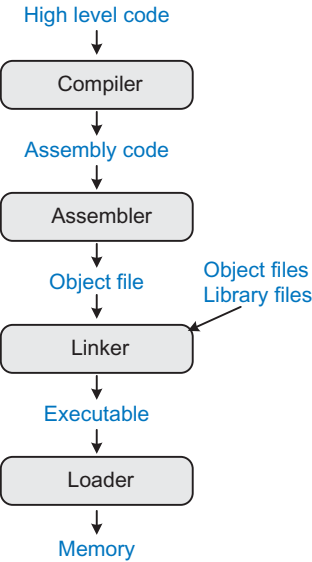 High level code
Compiler
Assembly code
Assembler
Object file
Object files
Library files
Linker
Executable
Loader
Memory